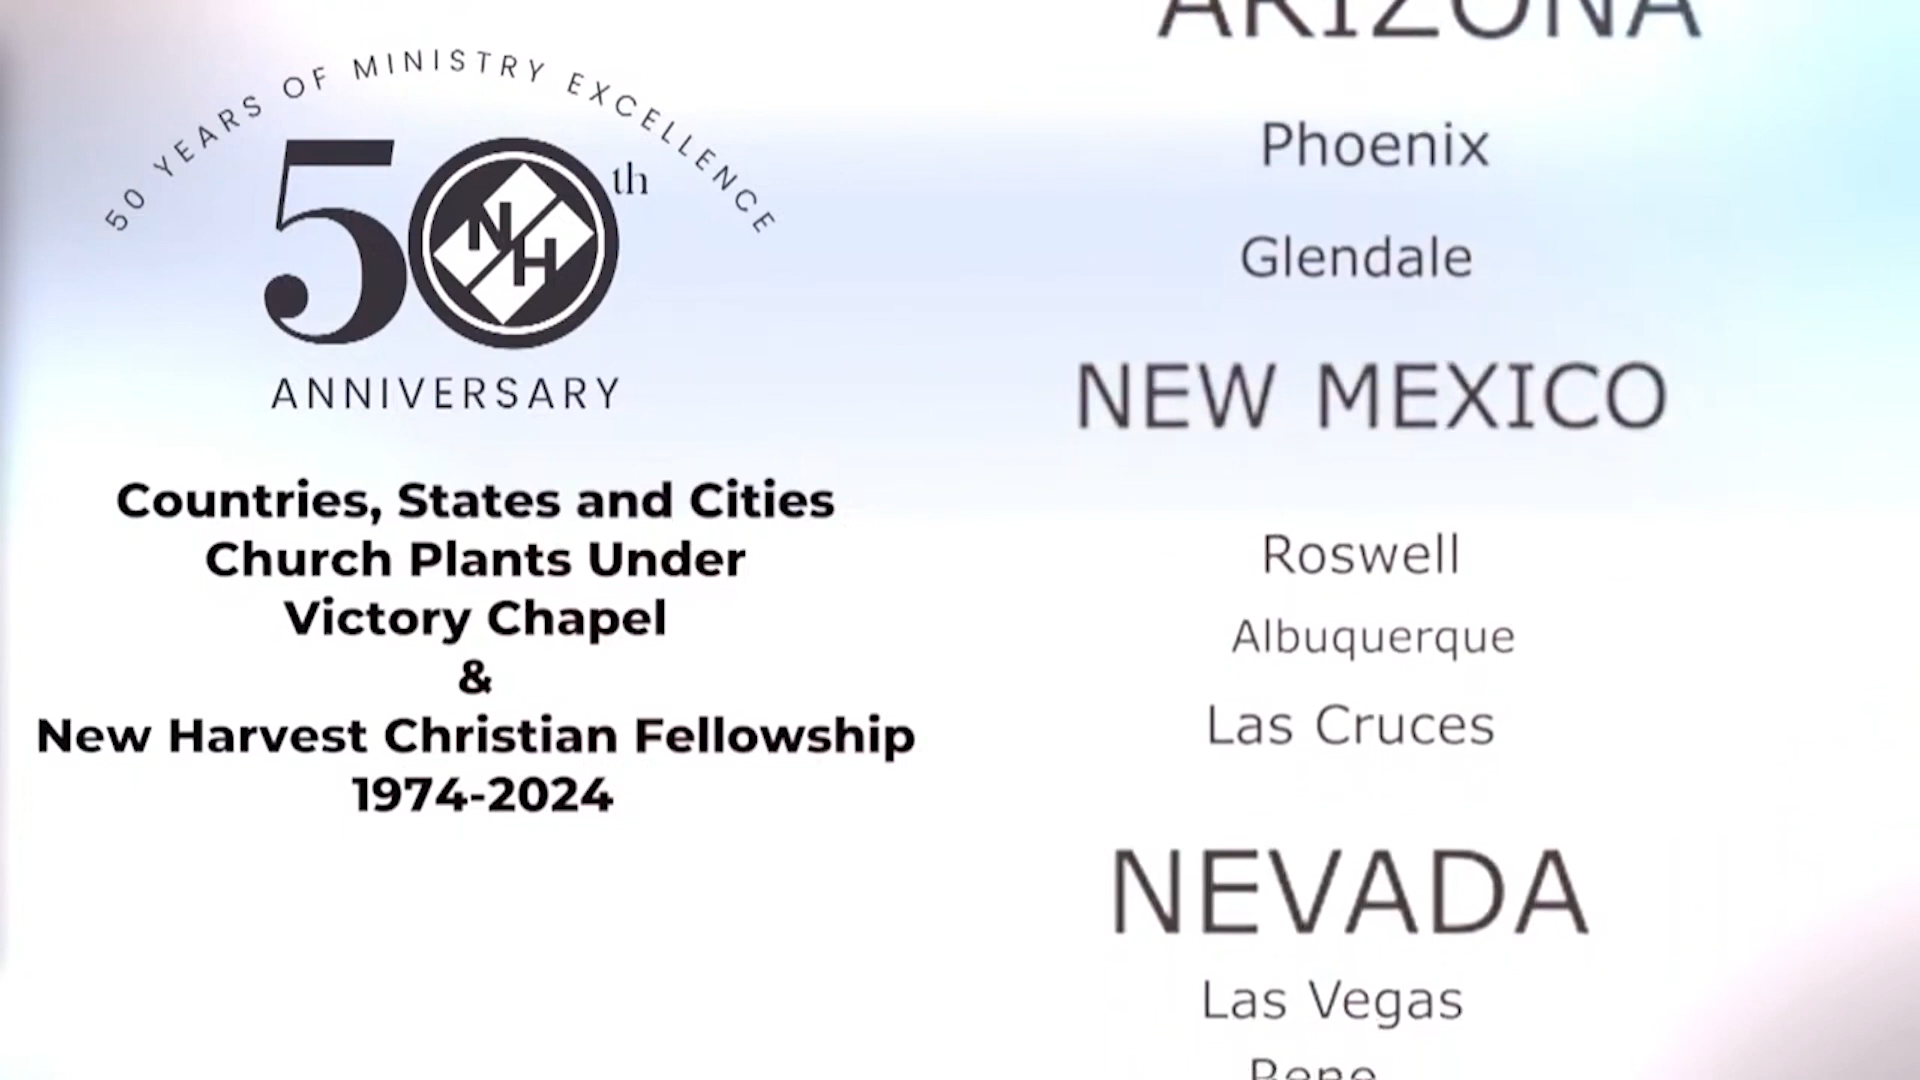 50 YEARS OF MINISTRY EXCELLENCE
50th
NH
ANNIVERSARY
Countries, States and Cities
Church Plants Under
Victory Chapel
&
New Harvest Christian Fellowship
1974-2024
ARIZONA
Phoenix
Glendale
NEW MEXICO
Roswell
Albuquerque
Las Cruces
NEVADA
Las Vegas
Reno